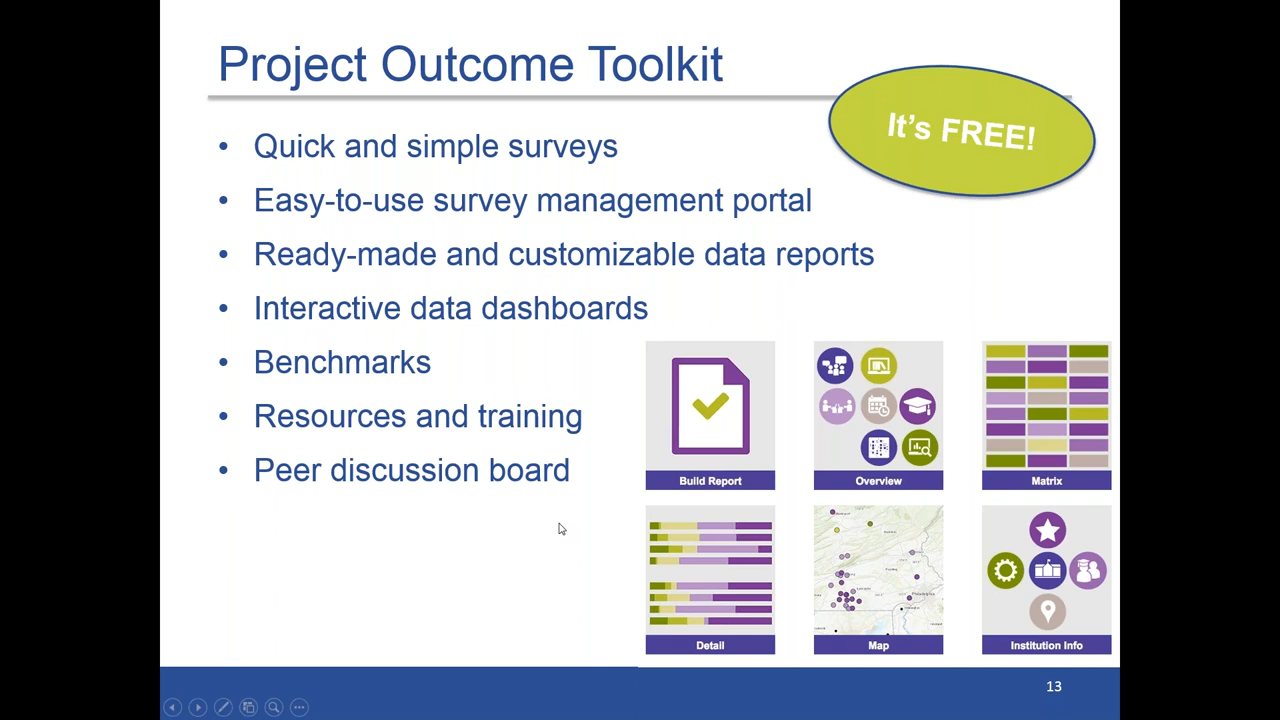 Project Outcome Toolkit
It's FREE!
• Quick and simple surveys
• Easy-to-use survey management portal
• Ready-made and customizable data reports
• Interactive data dashboards
• Benchmarks
• Resources and training
• Peer discussion board
Build Report
Overview
Matrix
Detail
Map
Institution Info
13